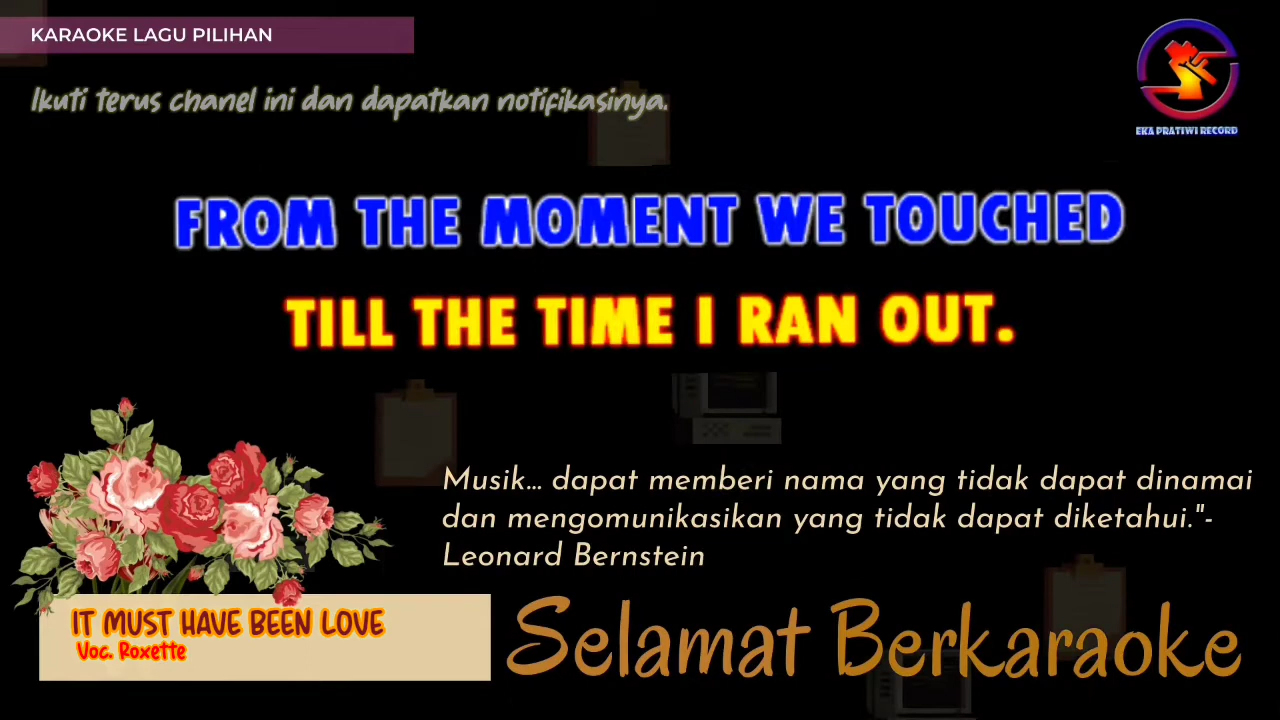 KARAOKE LAGU PILIHAN
Ikuti terus chanel ini dan dapatkan notifikasinya.
EKA PRATIWI RECORD
FROM THE MOMENT WE TOUCHED
TILL THE TIME I RAN OUT.
Musik... dapat memberi nama yang tidak dapat dinamai
dan mengomunikasikan yang tidak dapat diketahui."-
Leonard Bernstein
IT MUST HAVE BEEN LOVE
Voc. Roxette
Selamat Berkaraoke